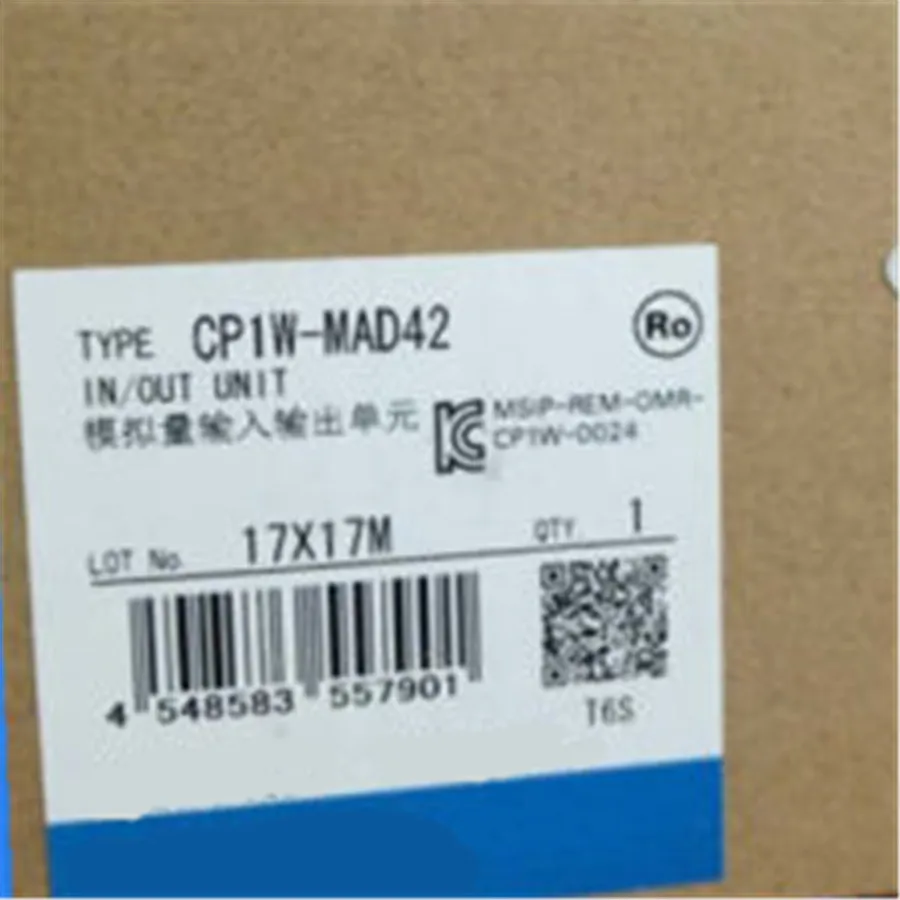 TYPE CP1W-MAD42
Ro
IN/OUT UNIT
模拟量输入输出单元
MSIP-REM-OMR-
CP1W-0024
LOT No. 17X17M
QTY. 1
4 548583 557901
T6S